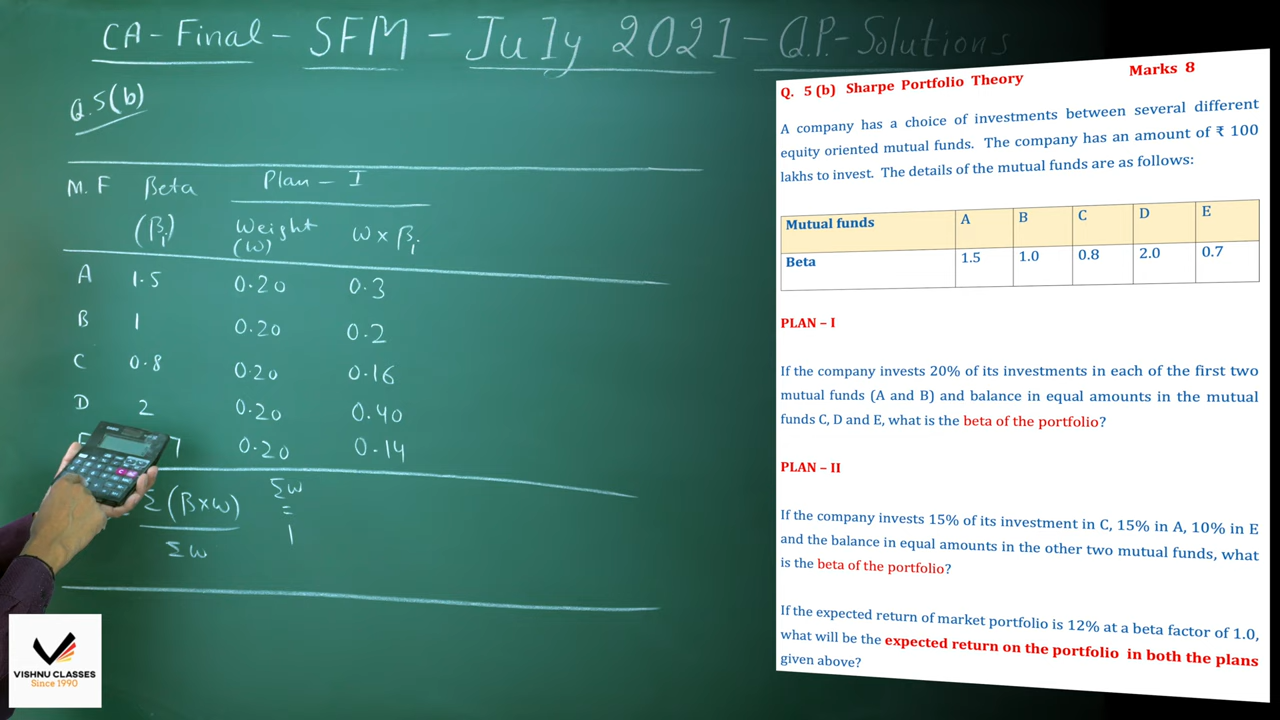 CA - Final - SFM - July 2021 - Q.P. - Solutions
Q.5(b)
M. F Beta Plan - I
(βi) Weight (W) W × βi
A 1.5 0.20 0.3
B 1 0.20 0.2
C 0.8 0.20 0.16
D 2 0.20 0.40
7 0.20 0.14
= Σ(β×W) ΣW
ΣW = 1
VISHNU CLASSES
Since 1990
Q. 5 (b) Sharpe Portfolio Theory Marks 8
A company has a choice of investments between several different
equity oriented mutual funds. The company has an amount of ₹ 100
lakhs to invest. The details of the mutual funds are as follows:
Mutual funds A B C D E
Beta 1.5 1.0 0.8 2.0 0.7
PLAN – I
If the company invests 20% of its investments in each of the first two
mutual funds (A and B) and balance in equal amounts in the mutual
funds C, D and E, what is the beta of the portfolio?
PLAN – II
If the company invests 15% of its investment in C, 15% in A, 10% in E
and the balance in equal amounts in the other two mutual funds, what
is the beta of the portfolio?
If the expected return of market portfolio is 12% at a beta factor of 1.0,
what will be the expected return on the portfolio in both the plans
given above?